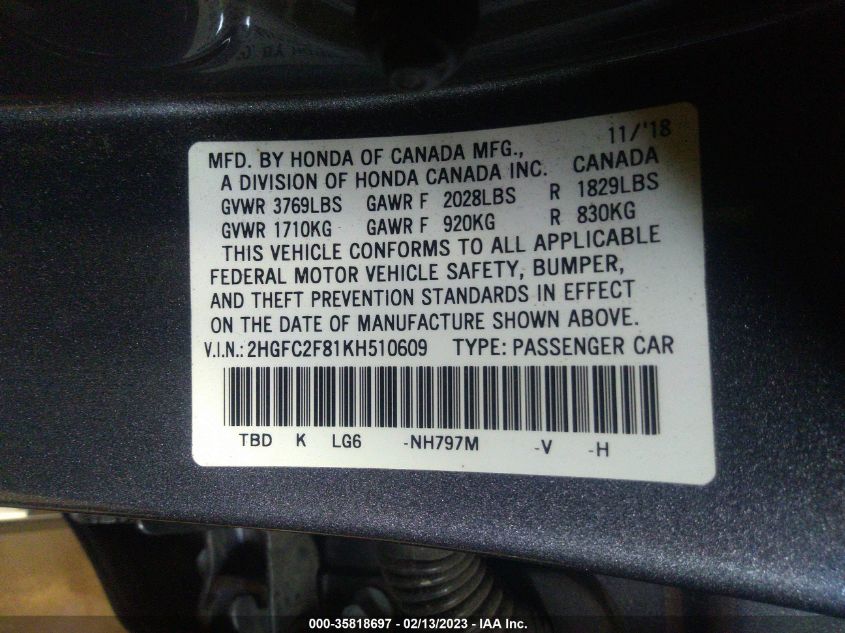 11/'18
MFD. BY HONDA OF CANADA MFG.,
A DIVISION OF HONDA CANADA INC. CANADA
GVWR 3769LBS GAWR F 2028LBS R 1829LBS
GVWR 1710KG GAWR F 920KG R 830KG
THIS VEHICLE CONFORMS TO ALL APPLICABLE
FEDERAL MOTOR VEHICLE SAFETY, BUMPER,
AND THEFT PREVENTION STANDARDS IN EFFECT
ON THE DATE OF MANUFACTURE SHOWN ABOVE.
V.I.N.: 2HGFC2F81KH510609 TYPE: PASSENGER CAR
TBD K LG6 -NH797M -V -H
000-35818697 - 02/13/2023 - IAA Inc.